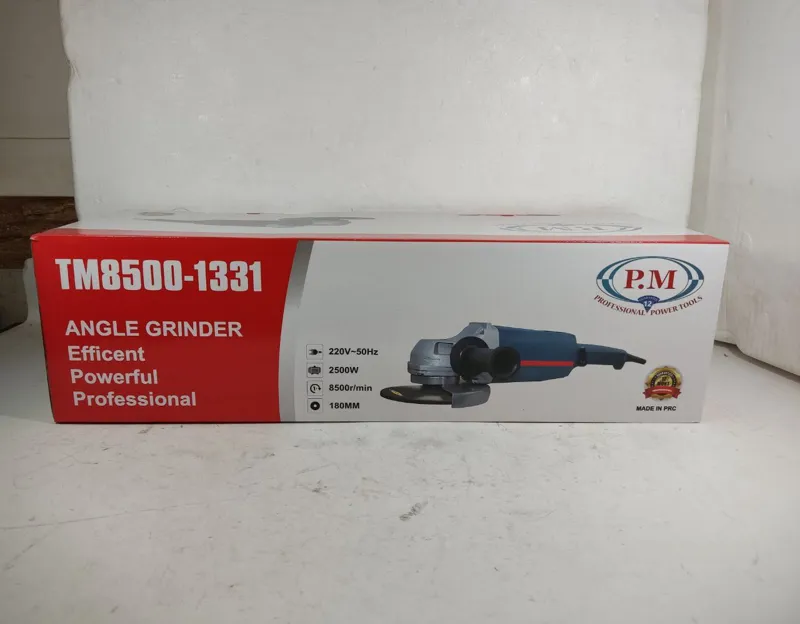 TM8500-1331
ANGLE GRINDER
Efficent
Powerful
Professional
220V~50Hz
2500W
8500r/min
180MM
P.M
PROFESSIONAL POWER TOOLS
12
MADE IN PRC